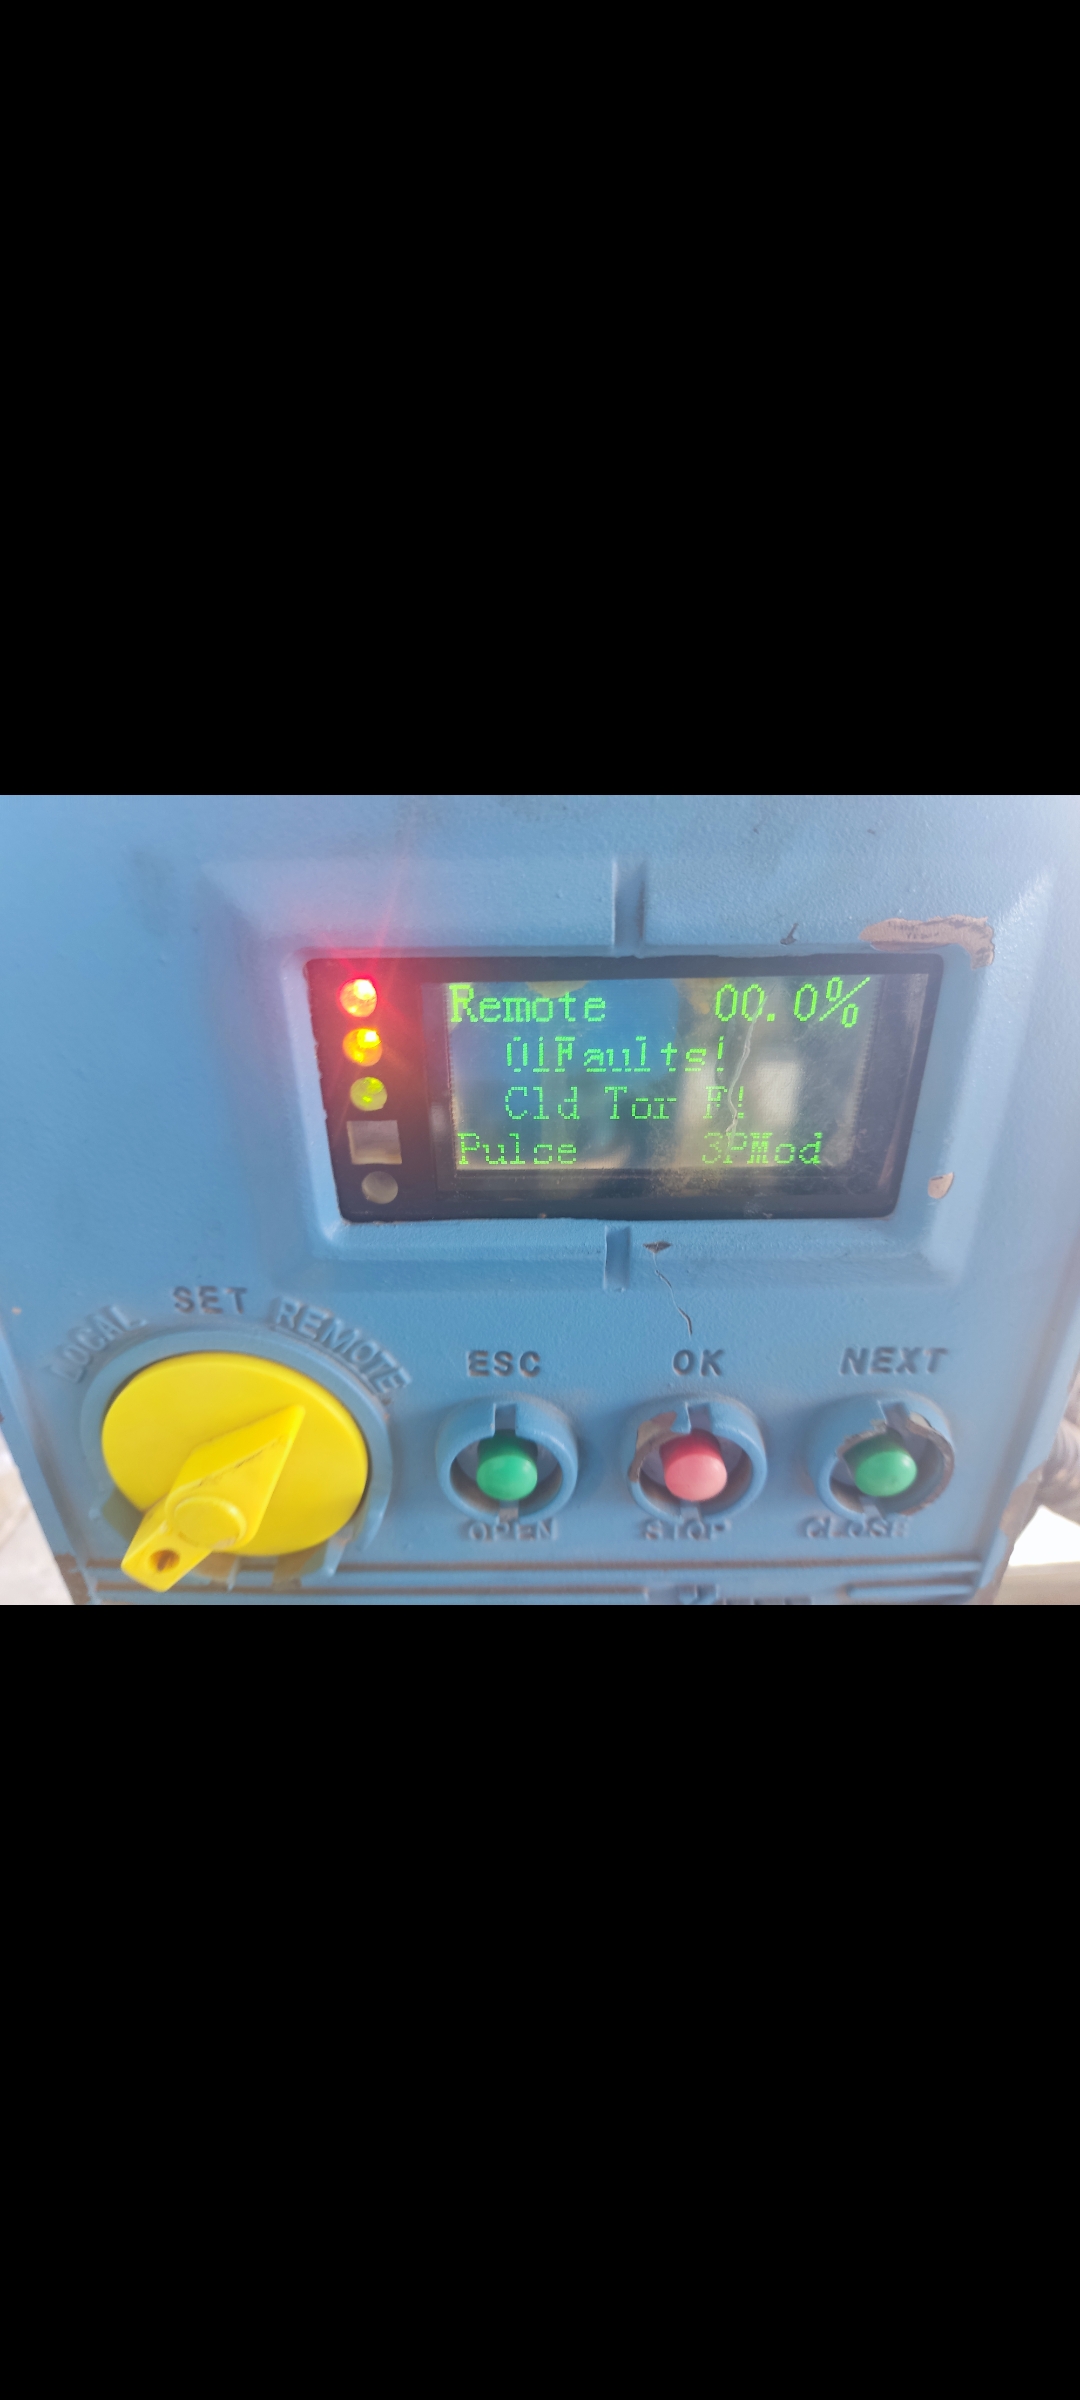 Remote 00.0%
01Faults!
Cld Tor F!
Pulse 3PMod
LOCAL SET REMOTE
ESC OK NEXT
OPEN STOP CLOSE